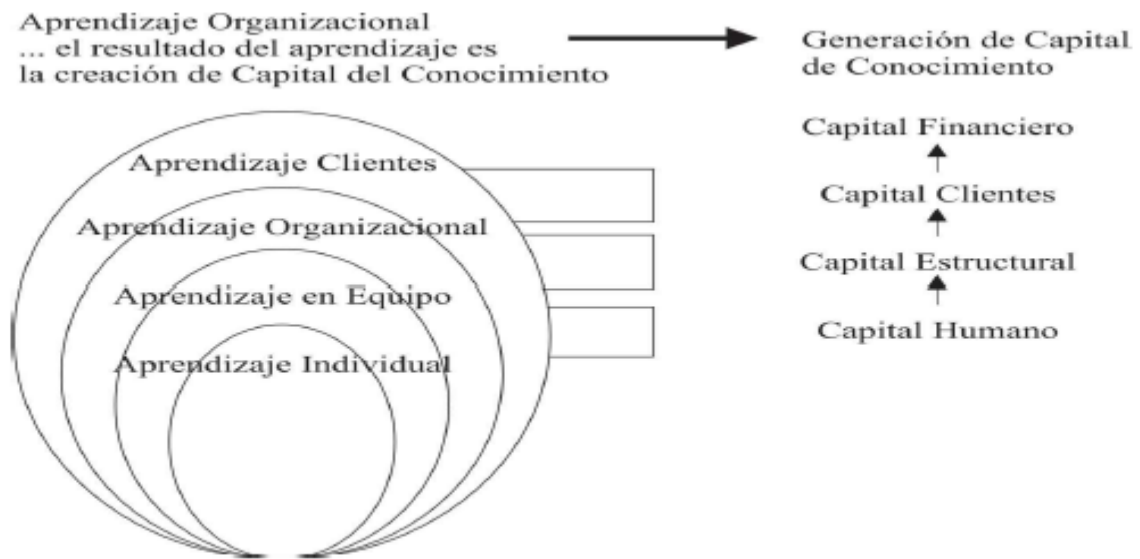 Aprendizaje Organizacional
... el resultado del aprendizaje es
la creación de Capital del Conocimiento
Generación de Capital
de Conocimiento
Aprendizaje Clientes
Aprendizaje Organizacional
Aprendizaje en Equipo
Aprendizaje Individual
Capital Financiero
Capital Clientes
Capital Estructural
Capital Humano